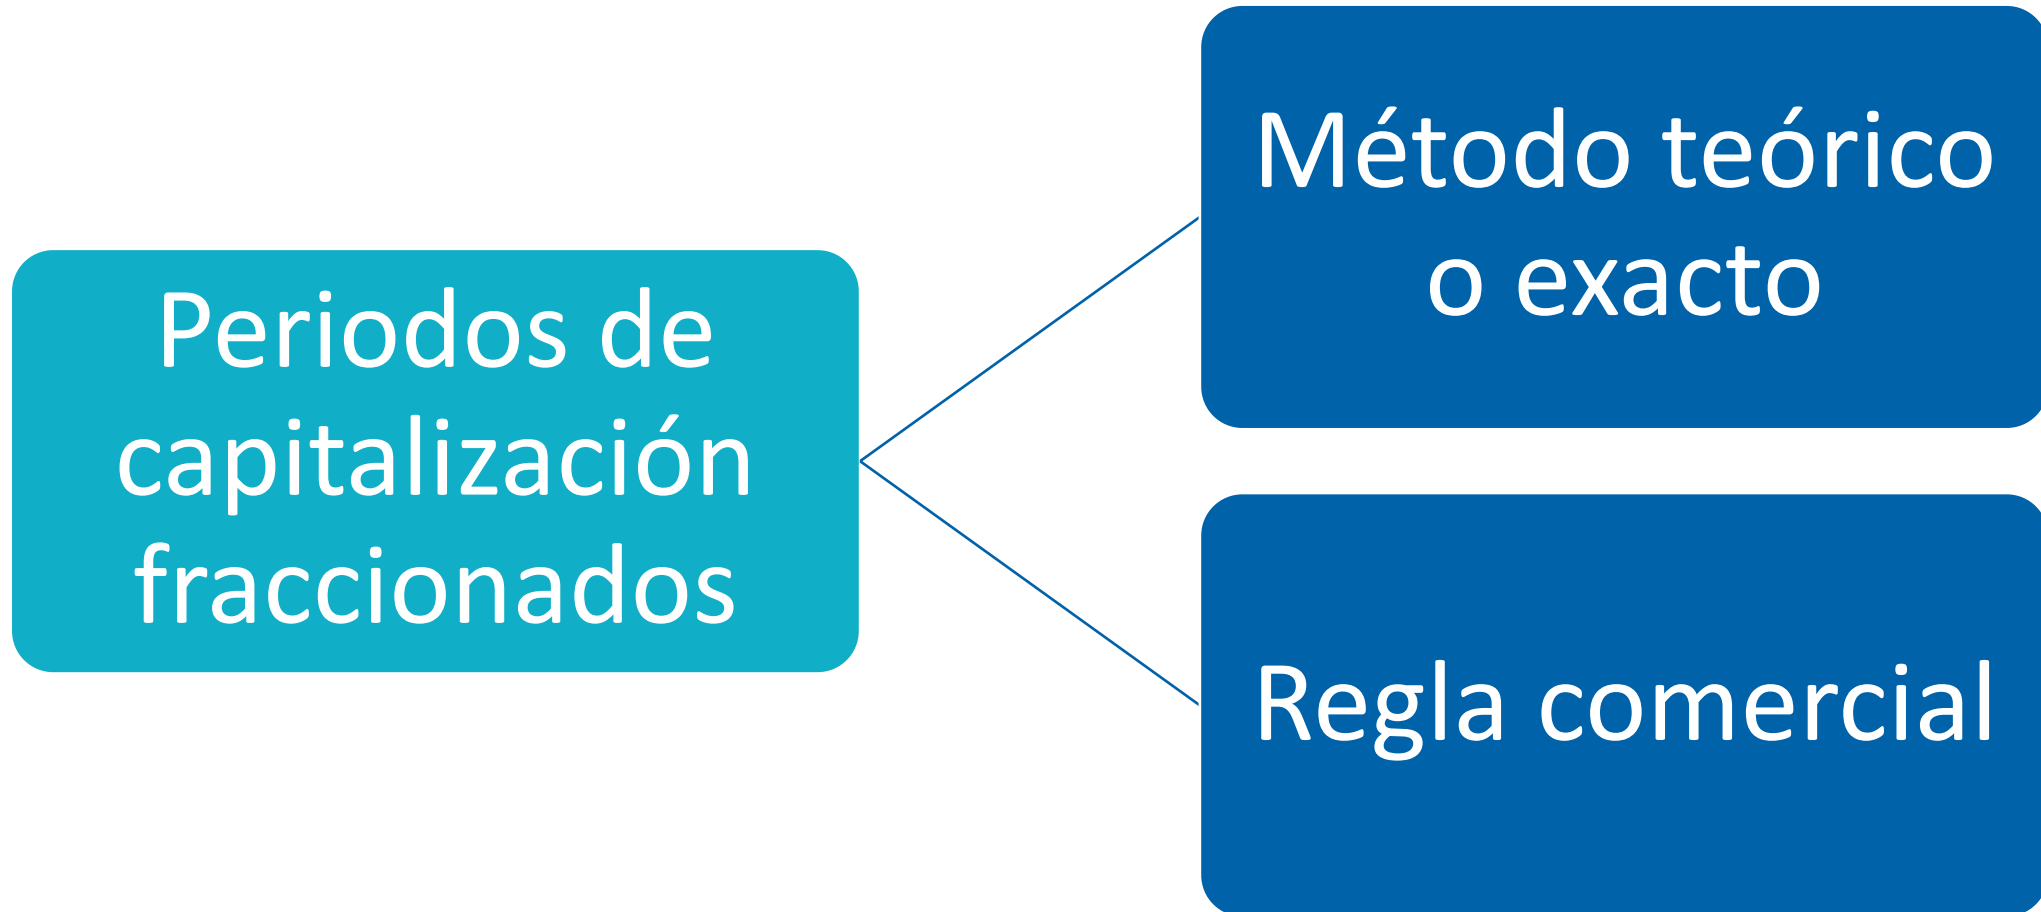 Periodos de
capitalización
fraccionados
Método teórico
o exacto
Regla comercial